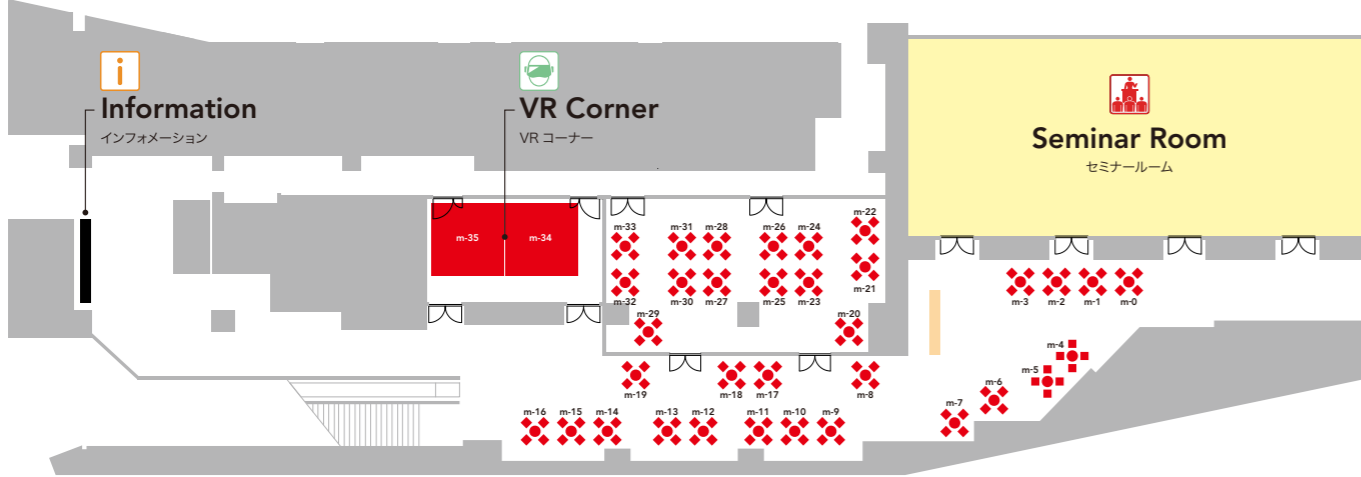 Information
インフォメーション
VR Corner
VR コーナー
Seminar Room
セミナールーム
m-35
m-34
m-33
m-31
m-28
m-26
m-24
m-22
m-32
m-30
m-27
m-25
m-23
m-21
m-29
m-20
m-3
m-2
m-1
m-0
m-4
m-5
m-6
m-7
m-19
m-18
m-17
m-8
m-16
m-15
m-14
m-13
m-12
m-11
m-10
m-9